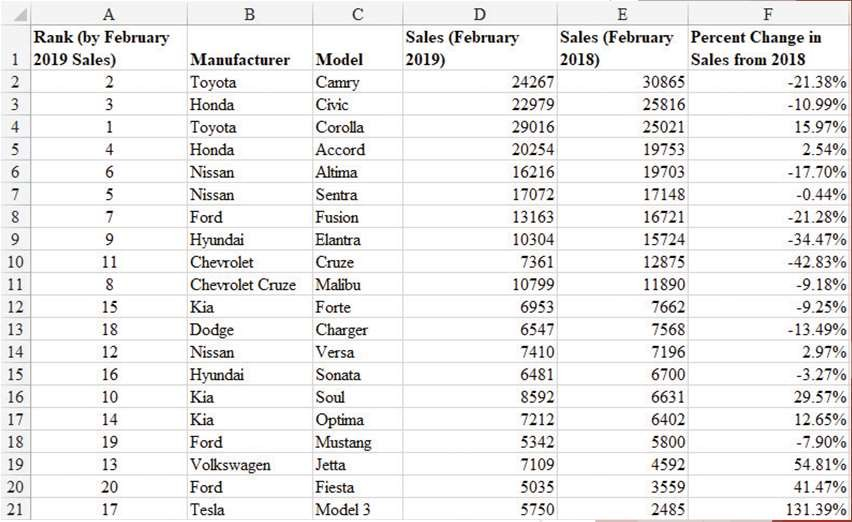 A B C D E F
Rank (by February Sales (February Sales (February Percent Change in
1 2019 Sales) Manufacturer Model 2019) 2018) Sales from 2018
2 2 Toyota Camry 24267 30865 -21.38%
3 3 Honda Civic 22979 25816 -10.99%
4 1 Toyota Corolla 29016 25021 15.97%
5 4 Honda Accord 20254 19753 2.54%
6 6 Nissan Altima 16216 19703 -17.70%
7 5 Nissan Sentra 17072 17148 -0.44%
8 7 Ford Fusion 13163 16721 -21.28%
9 9 Hyundai Elantra 10304 15724 -34.47%
10 11 Chevrolet Cruze 7361 12875 -42.83%
11 8 Chevrolet Cruze Malibu 10799 11890 -9.18%
12 15 Kia Forte 6953 7662 -9.25%
13 18 Dodge Charger 6547 7568 -13.49%
14 12 Nissan Versa 7410 7196 2.97%
15 16 Hyundai Sonata 6481 6700 -3.27%
16 10 Kia Soul 8592 6631 29.57%
17 14 Kia Optima 7212 6402 12.65%
18 19 Ford Mustang 5342 5800 -7.90%
19 13 Volkswagen Jetta 7109 4592 54.81%
20 20 Ford Fiesta 5035 3559 41.47%
21 17 Tesla Model 3 5750 2485 131.39%